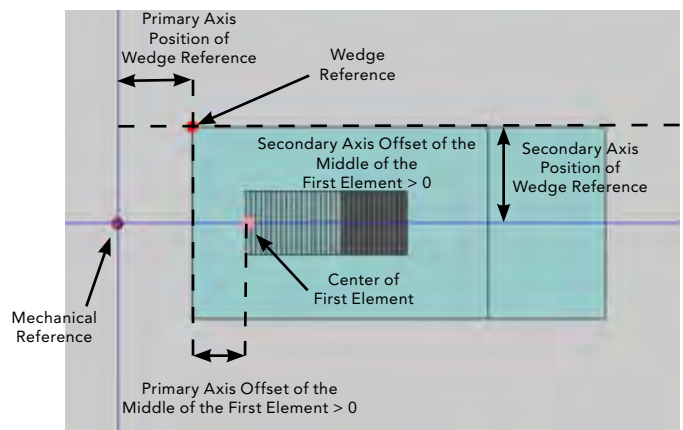 Primary Axis
Position of
Wedge Reference
Wedge
Reference
Secondary Axis Offset of the
Middle of the
First Element > 0
Secondary Axis
Position of
Wedge Reference
Center of
First Element
Mechanical
Reference
Primary Axis Offset of the
Middle of the First Element > 0